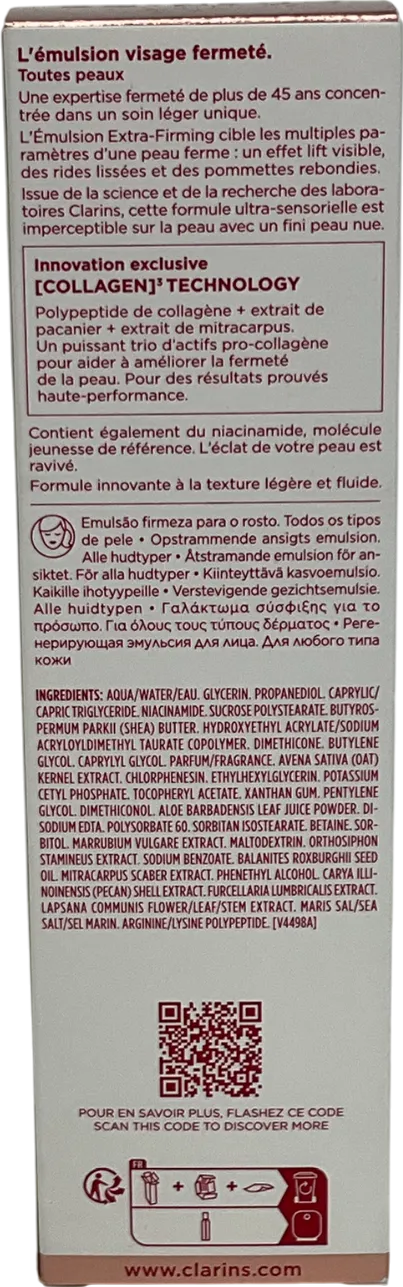 L'émulsion visage fermeté.
Toutes peaux
Une expertise fermeté de plus de 45 ans concen-
trée dans un soin léger unique.
L'Émulsion Extra-Firming cible les multiples pa-
ramètres d'une peau ferme : un effet lift visible,
des rides lissées et des pommettes rebondies.
Issue de la science et de la recherche des labora-
toires Clarins, cette formule ultra-sensorielle est
imperceptible sur la peau avec un fini peau nue.
Innovation exclusive
[COLLAGEN]³ TECHNOLOGY
Polypeptide de collagène + extrait de
pacanier + extrait de mitracarpus.
Un puissant trio d'actifs pro-collagène
pour aider à améliorer la fermeté
de la peau. Pour des résultats prouvés
haute-performance.
Contient également du niacinamide, molécule
jeunesse de référence. L'éclat de votre peau est
ravivé.
Formule innovante à la texture légère et fluide.
Emulsão firmeza para o rosto. Todos os tipos
de pele • Opstrammende ansigts emulsion.
Alle hudtyper • Åtstramande emulsion för an-
siktet. För alla hudtyper • Kiinteyttävä kasvoemulsio.
Kaikille ihotyypeille • Verstevigende gezichtsemulsie.
Alle huidtypen • Γαλάκτωμα σύσφιξης για το
πρόσωπο. Για όλους τους τύπους δέρματος • Реге-
нерирующая эмульсия для лица. Для любого типа
кожи
INGREDIENTS: AQUA/WATER/EAU. GLYCERIN. PROPANEDIOL. CAPRYLIC/
CAPRIC TRIGLYCERIDE. NIACINAMIDE. SUCROSE POLYSTEARATE. BUTYROS-
PERMUM PARKII (SHEA) BUTTER. HYDROXYETHYL ACRYLATE/SODIUM
ACRYLOYLDIMETHYL TAURATE COPOLYMER. DIMETHICONE. BUTYLENE
GLYCOL. CAPRYLYL GLYCOL. PARFUM/FRAGRANCE. AVENA SATIVA (OAT)
KERNEL EXTRACT. CHLORPHENESIN. ETHYLHEXYLGLYCERIN. POTASSIUM
CETYL PHOSPHATE. TOCOPHERYL ACETATE. XANTHAN GUM. PENTYLENE
GLYCOL. DIMETHICONOL. ALOE BARBADENSIS LEAF JUICE POWDER. DI-
SODIUM EDTA. POLYSORBATE 60. SORBITAN ISOSTEARATE. BETAINE. SOR-
BITOL. MARRUBIUM VULGARE EXTRACT. MALTODEXTRIN. ORTHOSIPHON
STAMINEUS EXTRACT. SODIUM BENZOATE. BALANITES ROXBURGHII SEED
OIL. MITRACARPUS SCABER EXTRACT. PHENETHYL ALCOHOL. CARYA ILLI-
NOINENSIS (PECAN) SHELL EXTRACT. FURCELLARIA LUMBRICALIS EXTRACT.
LAPSANA COMMUNIS FLOWER/LEAF/STEM EXTRACT. MARIS SAL/SEA
SALT/SEL MARIN. ARGININE/LYSINE POLYPEPTIDE. [V4498A]
POUR EN SAVOIR PLUS, FLASHEZ CE CODE
SCAN THIS CODE TO DISCOVER MORE
FR
www.clarins.com